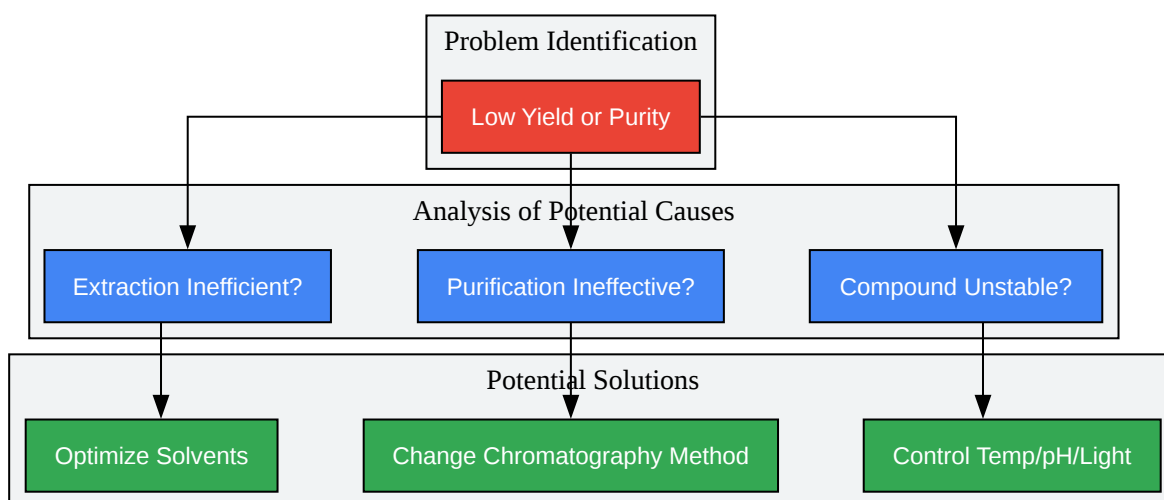 Problem Identification
Low Yield or Purity
Analysis of Potential Causes
Extraction Inefficient?
Purification Ineffective?
Compound Unstable?
Potential Solutions
Optimize Solvents
Change Chromatography Method
Control Temp/pH/Light